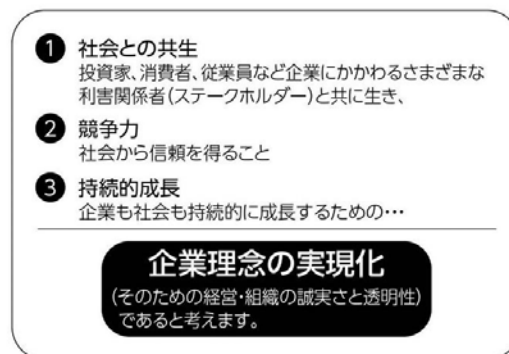 1 社会との共生
投資家、消費者、従業員など企業にかかわるさまざまな
利害関係者(ステークホルダー)と共に生き、
2 競争力
社会から信頼を得ること
3 持続的成長
企業も社会も持続的に成長するための…
企業理念の実現化
(そのための経営・組織の誠実さと透明性)
であると考えます。